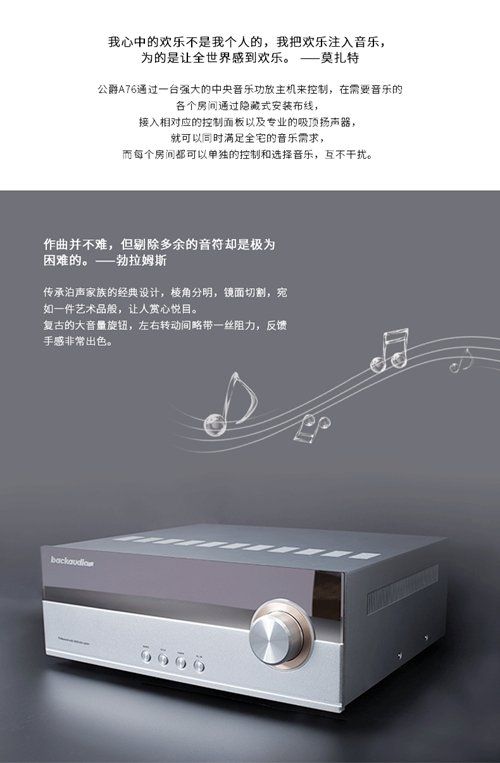 我心中的欢乐不是我个人的，我把欢乐注入音乐，
为的是让全世界感到欢乐。 ——莫扎特
公爵A76通过一台强大的中央音乐功放主机来控制，在需要音乐的
各个房间通过隐藏式安装布线，
接入相对应的控制面板以及专业的吸顶扬声器，
就可以同时满足全宅的音乐需求，
而每个房间都可以单独的控制和选择音乐，互不干扰。
作曲并不难，但剔除多余的音符却是极为
困难的。——勃拉姆斯
传承泊声家族的经典设计，棱角分明，镜面切割，宛
如一件艺术品般，让人赏心悦目。
复古的大音量旋钮，左右转动间略带一丝阻力，反馈
手感非常出色。
backaudio